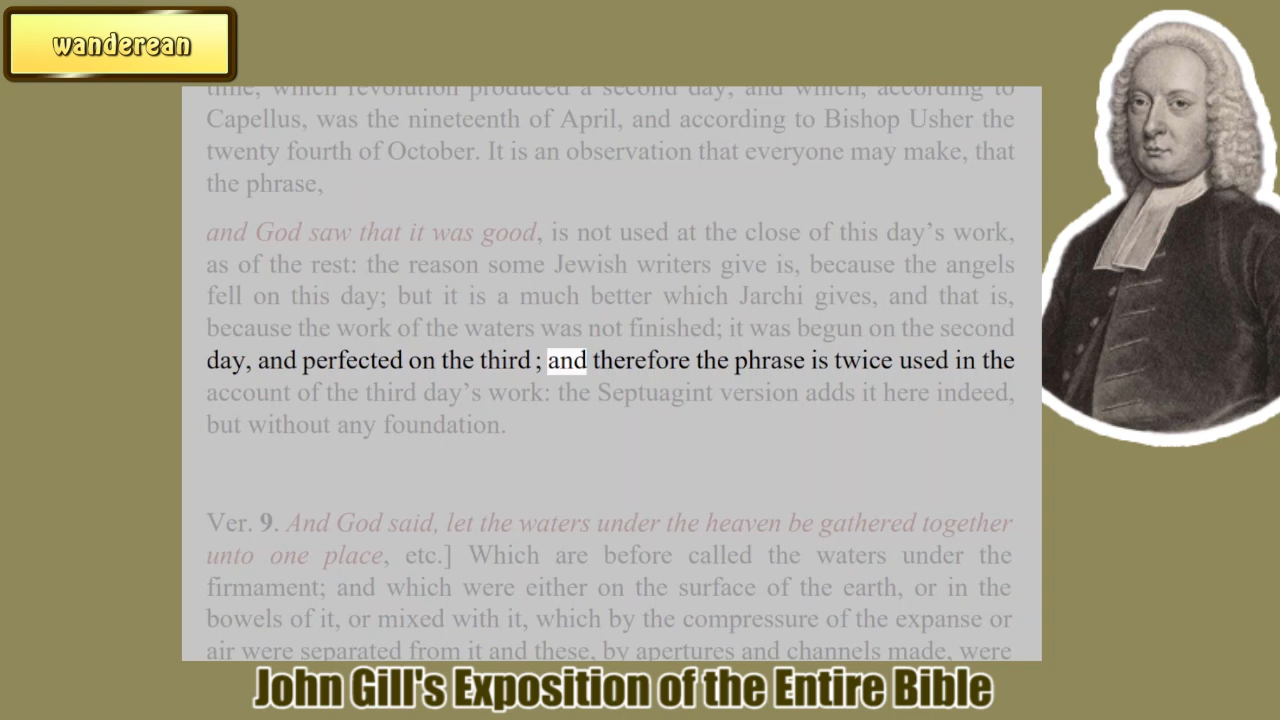 wanderean
time, which revolution produced a second day, and which, according to
Capellus, was the nineteenth of April, and according to Bishop Usher the
twenty fourth of October. It is an observation that everyone may make, that
the phrase,
and God saw that it was good, is not used at the close of this day’s work,
as of the rest: the reason some Jewish writers give is, because the angels
fell on this day; but it is a much better which Jarchi gives, and that is,
because the work of the waters was not finished; it was begun on the second
day, and perfected on the third; and therefore the phrase is twice used in the
account of the third day’s work: the Septuagint version adds it here indeed,
but without any foundation.
Ver. 9. And God said, let the waters under the heaven be gathered together
unto one place, etc.] Which are before called the waters under the
firmament; and which were either on the surface of the earth, or in the
bowels of it, or mixed with it, which by the compressure of the expanse or
air were separated from it and these, by apertures and channels made, were
John Gill's Exposition of the Entire Bible